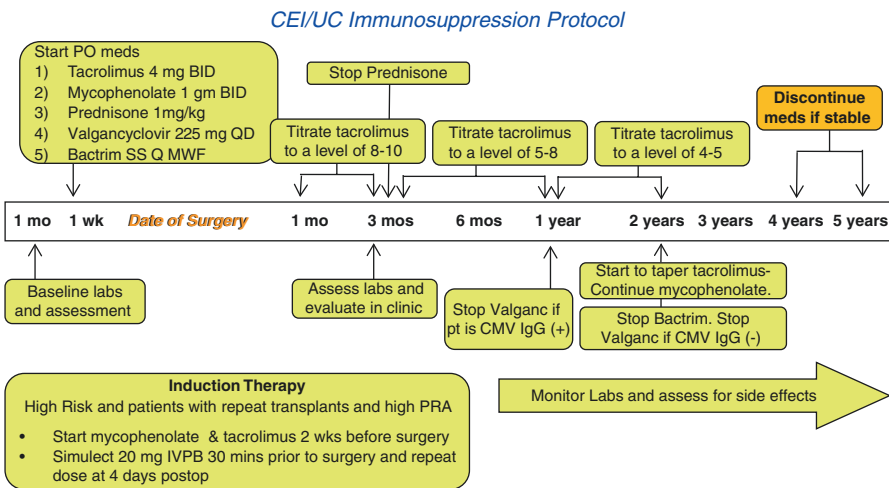 CEI/UC Immunosuppression Protocol
Start PO meds
1) Tacrolimus 4 mg BID
2) Mycophenolate 1 gm BID
3) Prednisone 1mg/kg
4) Valgancyclovir 225 mg QD
5) Bactrim SS Q MWF
Stop Prednisone
Titrate tacrolimus
to a level of 8-10
Titrate tacrolimus
to a level of 5-8
Titrate tacrolimus
to a level of 4-5
Discontinue
meds if stable
1 mo 1 wk Date of Surgery 1 mo 3 mos 6 mos 1 year 2 years 3 years 4 years 5 years
Baseline labs
and assessment
Assess labs and
evaluate in clinic
Stop Valganc if
pt is CMV IgG (+)
Start to taper tacrolimus-
Continue mycophenolate.
Stop Bactrim. Stop
Valganc if CMV IgG (-)
Induction Therapy
High Risk and patients with repeat transplants and high PRA
• Start mycophenolate & tacrolimus 2 wks before surgery
• Simulect 20 mg IVPB 30 mins prior to surgery and repeat
dose at 4 days postop
Monitor Labs and assess for side effects